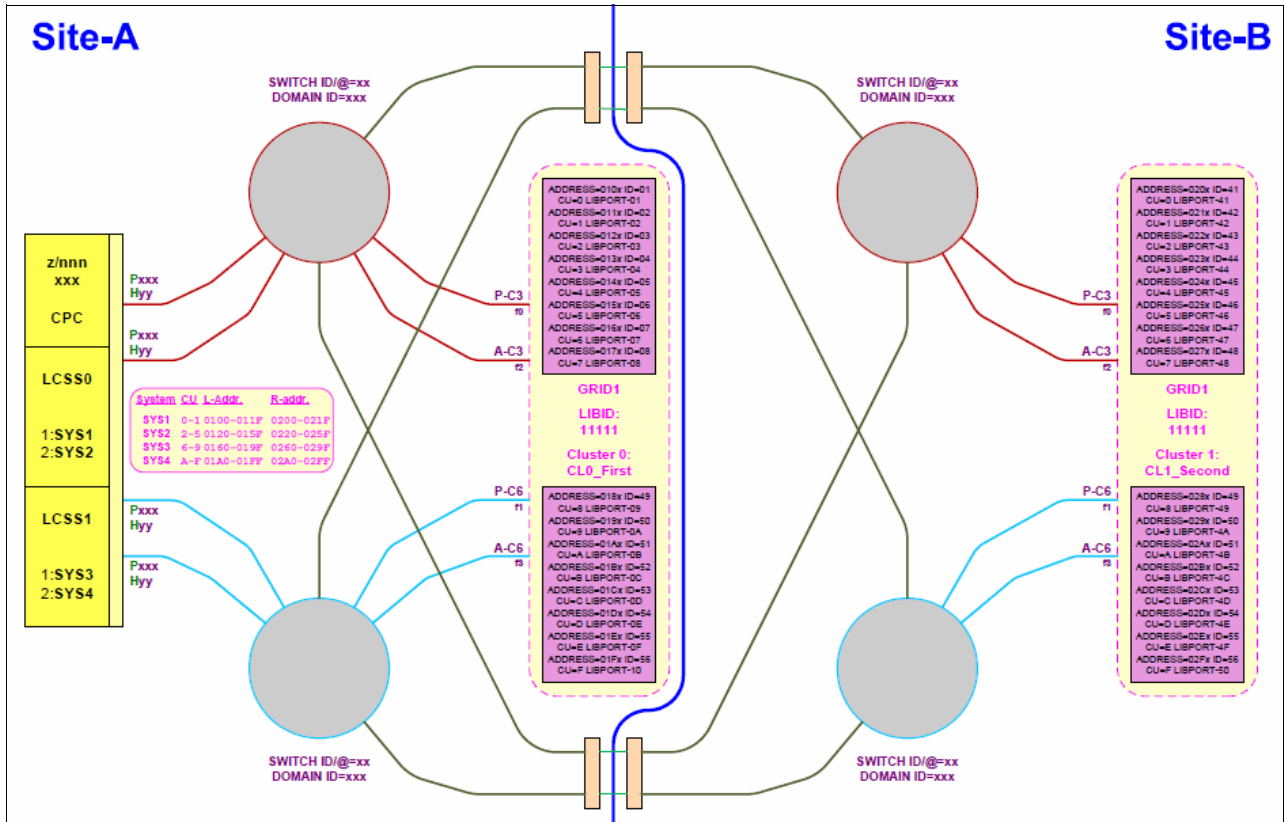 Site-A
Site-B
SWITCH ID/@=xx
DOMAIN ID=xxx
SWITCH ID/@=xx
DOMAIN ID=xxx
z/nnn
xxx
CPC
LCSS0
1:SYS1
2:SYS2
LCSS1
1:SYS3
2:SYS4
Pxxx
Hyy
Pxxx
Hyy
Pxxx
Hyy
Pxxx
Hyy
System CU L-Addr. R-addr.
SYS1 0-1 0100-011F 0200-021F
SYS2 2-5 0120-015F 0220-025F
SYS3 6-9 0160-019F 0260-029F
SYS4 A-F 01A0-01FF 02A0-02FF
P-C3
f0
A-C3
f2
P-C6
f1
A-C6
f3
ADDRESS=010x ID=01
CU=0 LIBPORT-01
ADDRESS=011x ID=02
CU=1 LIBPORT-02
ADDRESS=012x ID=03
CU=2 LIBPORT-03
ADDRESS=013x ID=04
CU=3 LIBPORT-04
ADDRESS=014x ID=05
CU=4 LIBPORT-05
ADDRESS=015x ID=06
CU=5 LIBPORT-06
ADDRESS=016x ID=07
CU=6 LIBPORT-07
ADDRESS=017x ID=08
CU=7 LIBPORT-08
GRID1
LIBID:
11111
Cluster 0:
CL0_First
ADDRESS=018x ID=49
CU=8 LIBPORT-09
ADDRESS=019x ID=50
CU=9 LIBPORT-0A
ADDRESS=01Ax ID=51
CU=A LIBPORT-0B
ADDRESS=01Bx ID=52
CU=B LIBPORT-0C
ADDRESS=01Cx ID=53
CU=C LIBPORT-0D
ADDRESS=01Dx ID=54
CU=D LIBPORT-0E
ADDRESS=01Ex ID=55
CU=E LIBPORT-0F
ADDRESS=01Fx ID=56
CU=F LIBPORT-10
P-C3
f0
A-C3
f2
P-C6
f1
A-C6
f3
ADDRESS=020x ID=41
CU=0 LIBPORT-41
ADDRESS=021x ID=42
CU=1 LIBPORT-42
ADDRESS=022x ID=43
CU=2 LIBPORT-43
ADDRESS=023x ID=44
CU=3 LIBPORT-44
ADDRESS=024x ID=45
CU=4 LIBPORT-45
ADDRESS=025x ID=46
CU=5 LIBPORT-46
ADDRESS=026x ID=47
CU=6 LIBPORT-47
ADDRESS=027x ID=48
CU=7 LIBPORT-48
GRID1
LIBID:
11111
Cluster 1:
CL1_Second
ADDRESS=028x ID=49
CU=8 LIBPORT-49
ADDRESS=029x ID=50
CU=9 LIBPORT-4A
ADDRESS=02Ax ID=51
CU=A LIBPORT-4B
ADDRESS=02Bx ID=52
CU=B LIBPORT-4C
ADDRESS=02Cx ID=53
CU=C LIBPORT-4D
ADDRESS=02Dx ID=54
CU=D LIBPORT-4E
ADDRESS=02Ex ID=55
CU=E LIBPORT-4F
ADDRESS=02Fx ID=56
CU=F LIBPORT-50
SWITCH ID/@=xx
DOMAIN ID=xxx
SWITCH ID/@=xx
DOMAIN ID=xxx